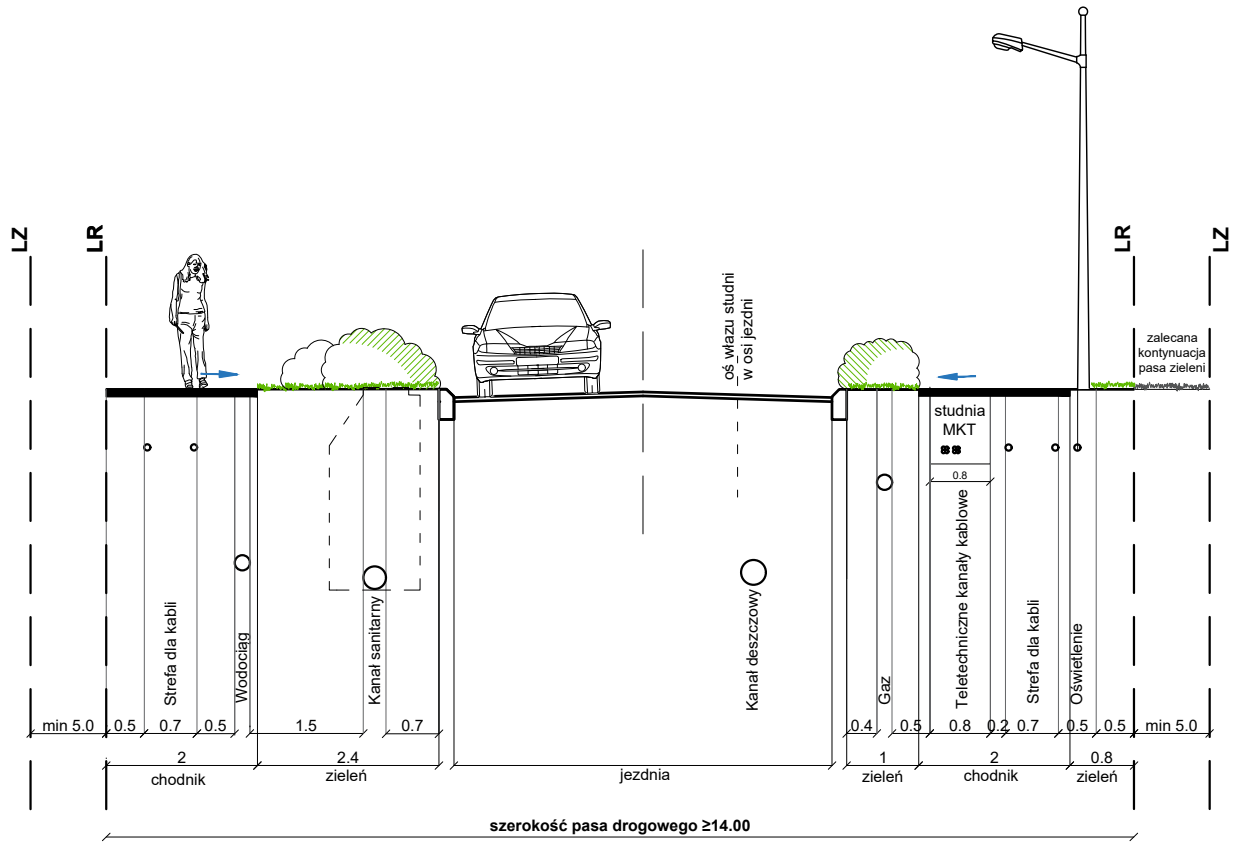 LZ
LR
LR
LZ
oś włazu studni
w osi jezdni
zalecana
kontynuacja
pasa zieleni
studnia
MKT
0.8
Strefa dla kabli
Wodociąg
Kanał sanitarny
Kanał deszczowy
Gaz
Teletechniczne kanały kablowe
Strefa dla kabli
Oświetlenie
min 5.0
0.5
0.7
0.5
1.5
0.7
0.4
0.5
0.8
0.2
0.7
0.5
0.5
min 5.0
2
2.4
1
2
0.8
chodnik
zieleń
jezdnia
zieleń
chodnik
zieleń
szerokość pasa drogowego ≥14.00